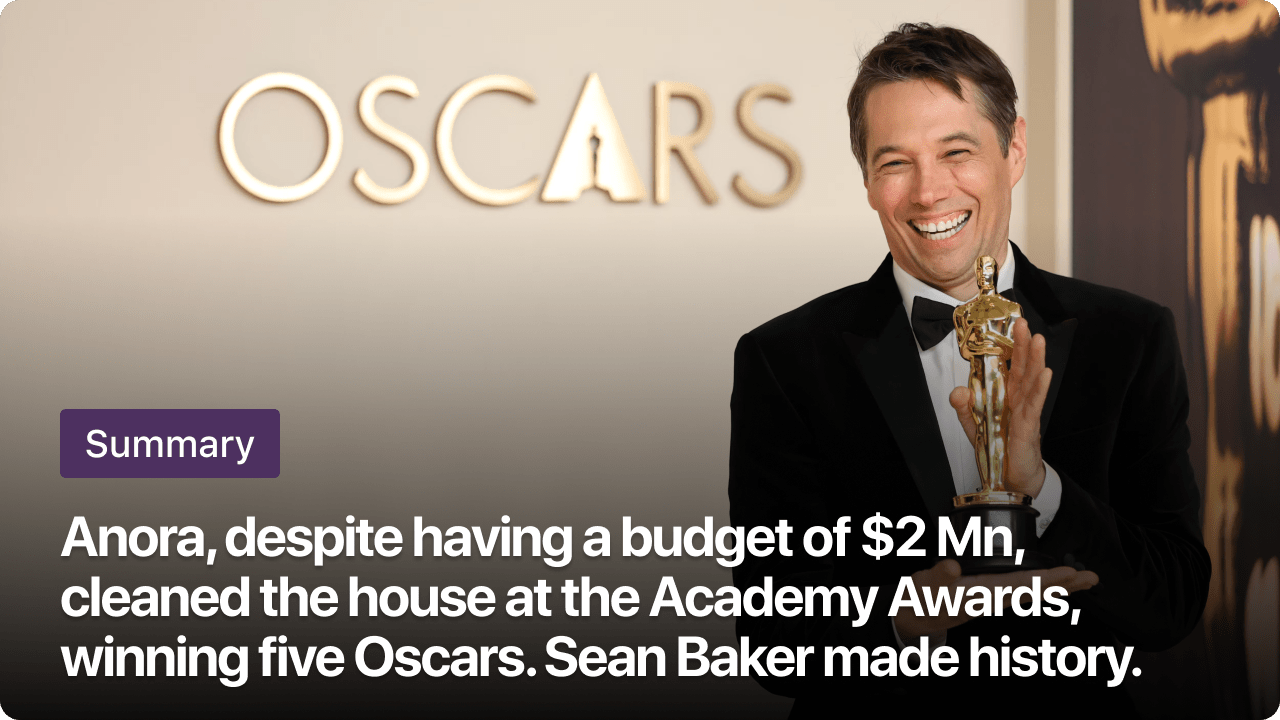 OSCARS
Summary
Anora, despite having a budget of $2 Mn,
cleaned the house at the Academy Awards,
winning five Oscars. Sean Baker made history.